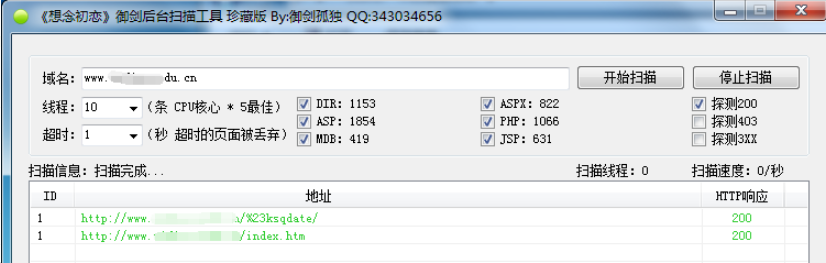 《想念初恋》御剑后台扫描工具 珍藏版 By:御剑孤独 QQ:343034656
域名: www. du.cn 开始扫描 停止扫描
线程: 10 (条 CPU核心 * 5最佳) DIR: 1153 ASPX: 822 探测200
ASP: 1854 PHP: 1066 探测403
超时: 1 (秒 超时的页面被丢弃) MDB: 419 JSP: 631 探测3XX
扫描信息: 扫描完成... 扫描线程: 0 扫描速度: 0/秒
ID 地址 HTTP响应
1 http://www. /%23ksqdate/ 200
1 http://www. /index.htm 200